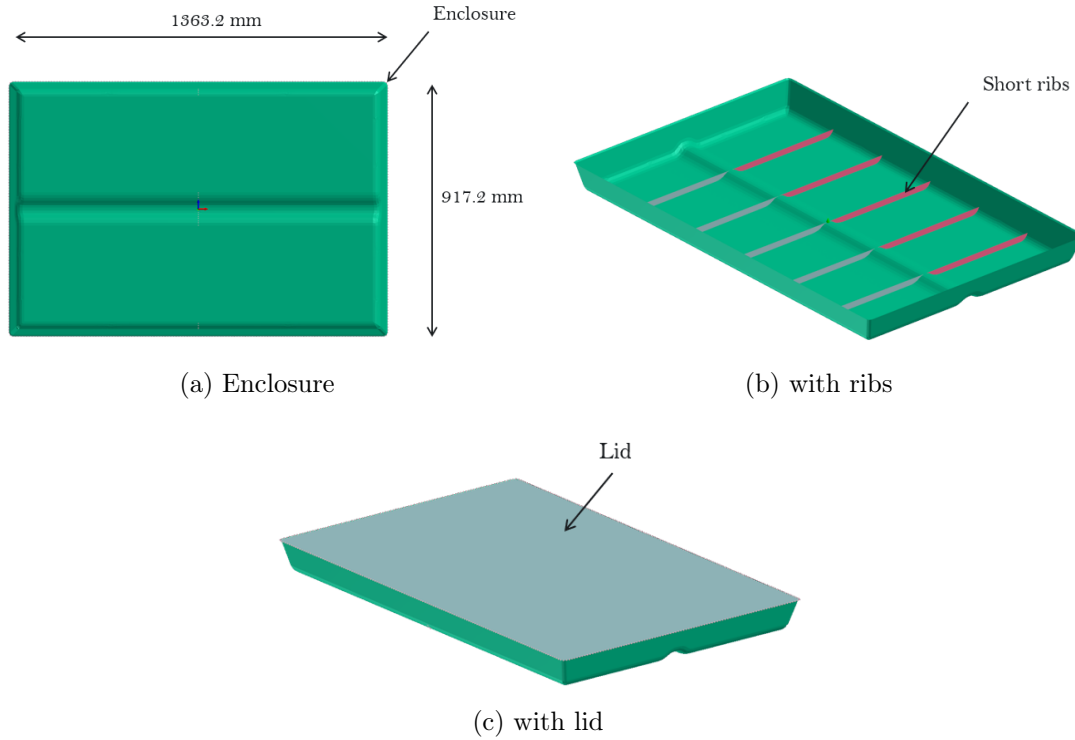 1363.2 mm
Enclosure
917.2 mm
(a) Enclosure
Short ribs
(b) with ribs
Lid
(c) with lid